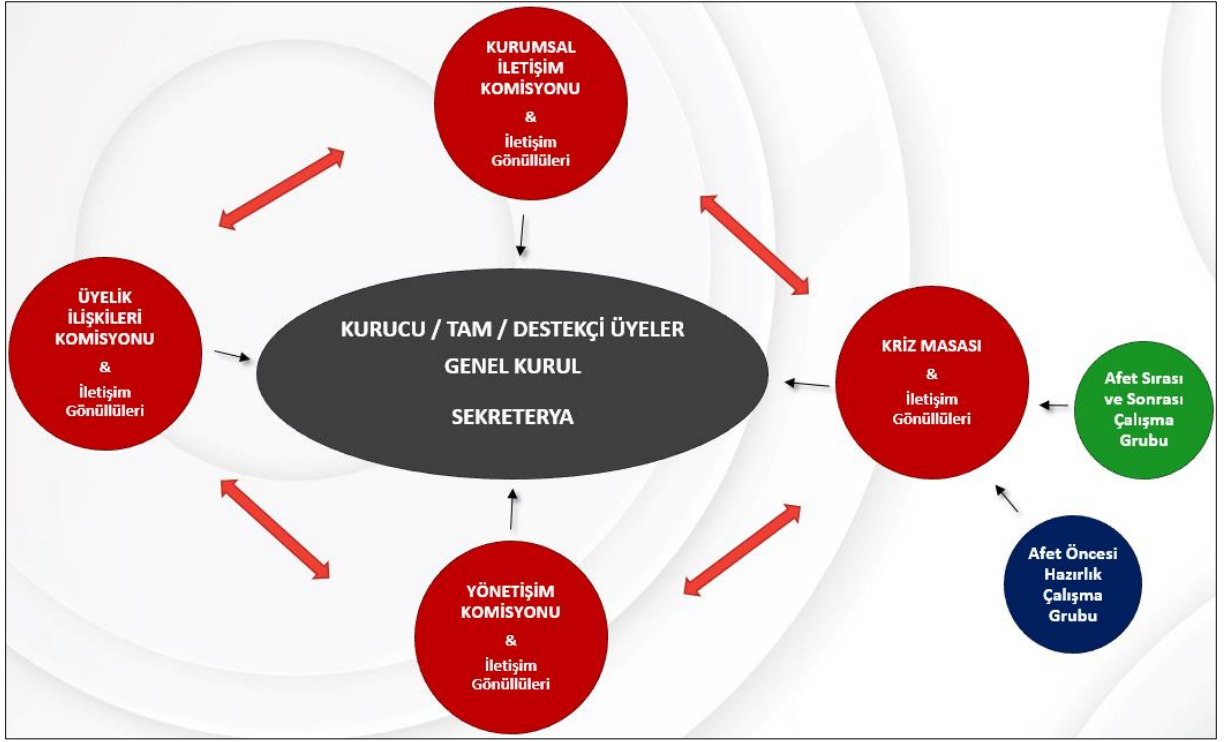 KURUMSAL
İLETİŞİM
KOMİSYONU
&
İletişim
Gönüllüleri
ÜYELİK
İLİŞKİLERİ
KOMİSYONU
&
İletişim
Gönüllüleri
KURUCU / TAM / DESTEKÇİ ÜYELER
GENEL KURUL
SEKRETERYA
KRİZ MASASI
&
İletişim
Gönüllüleri
Afet Sırası
ve Sonrası
Çalışma
Grubu
Afet Öncesi
Hazırlık
Çalışma
Grubu
YÖNETİŞİM
KOMİSYONU
&
İletişim
Gönüllüleri